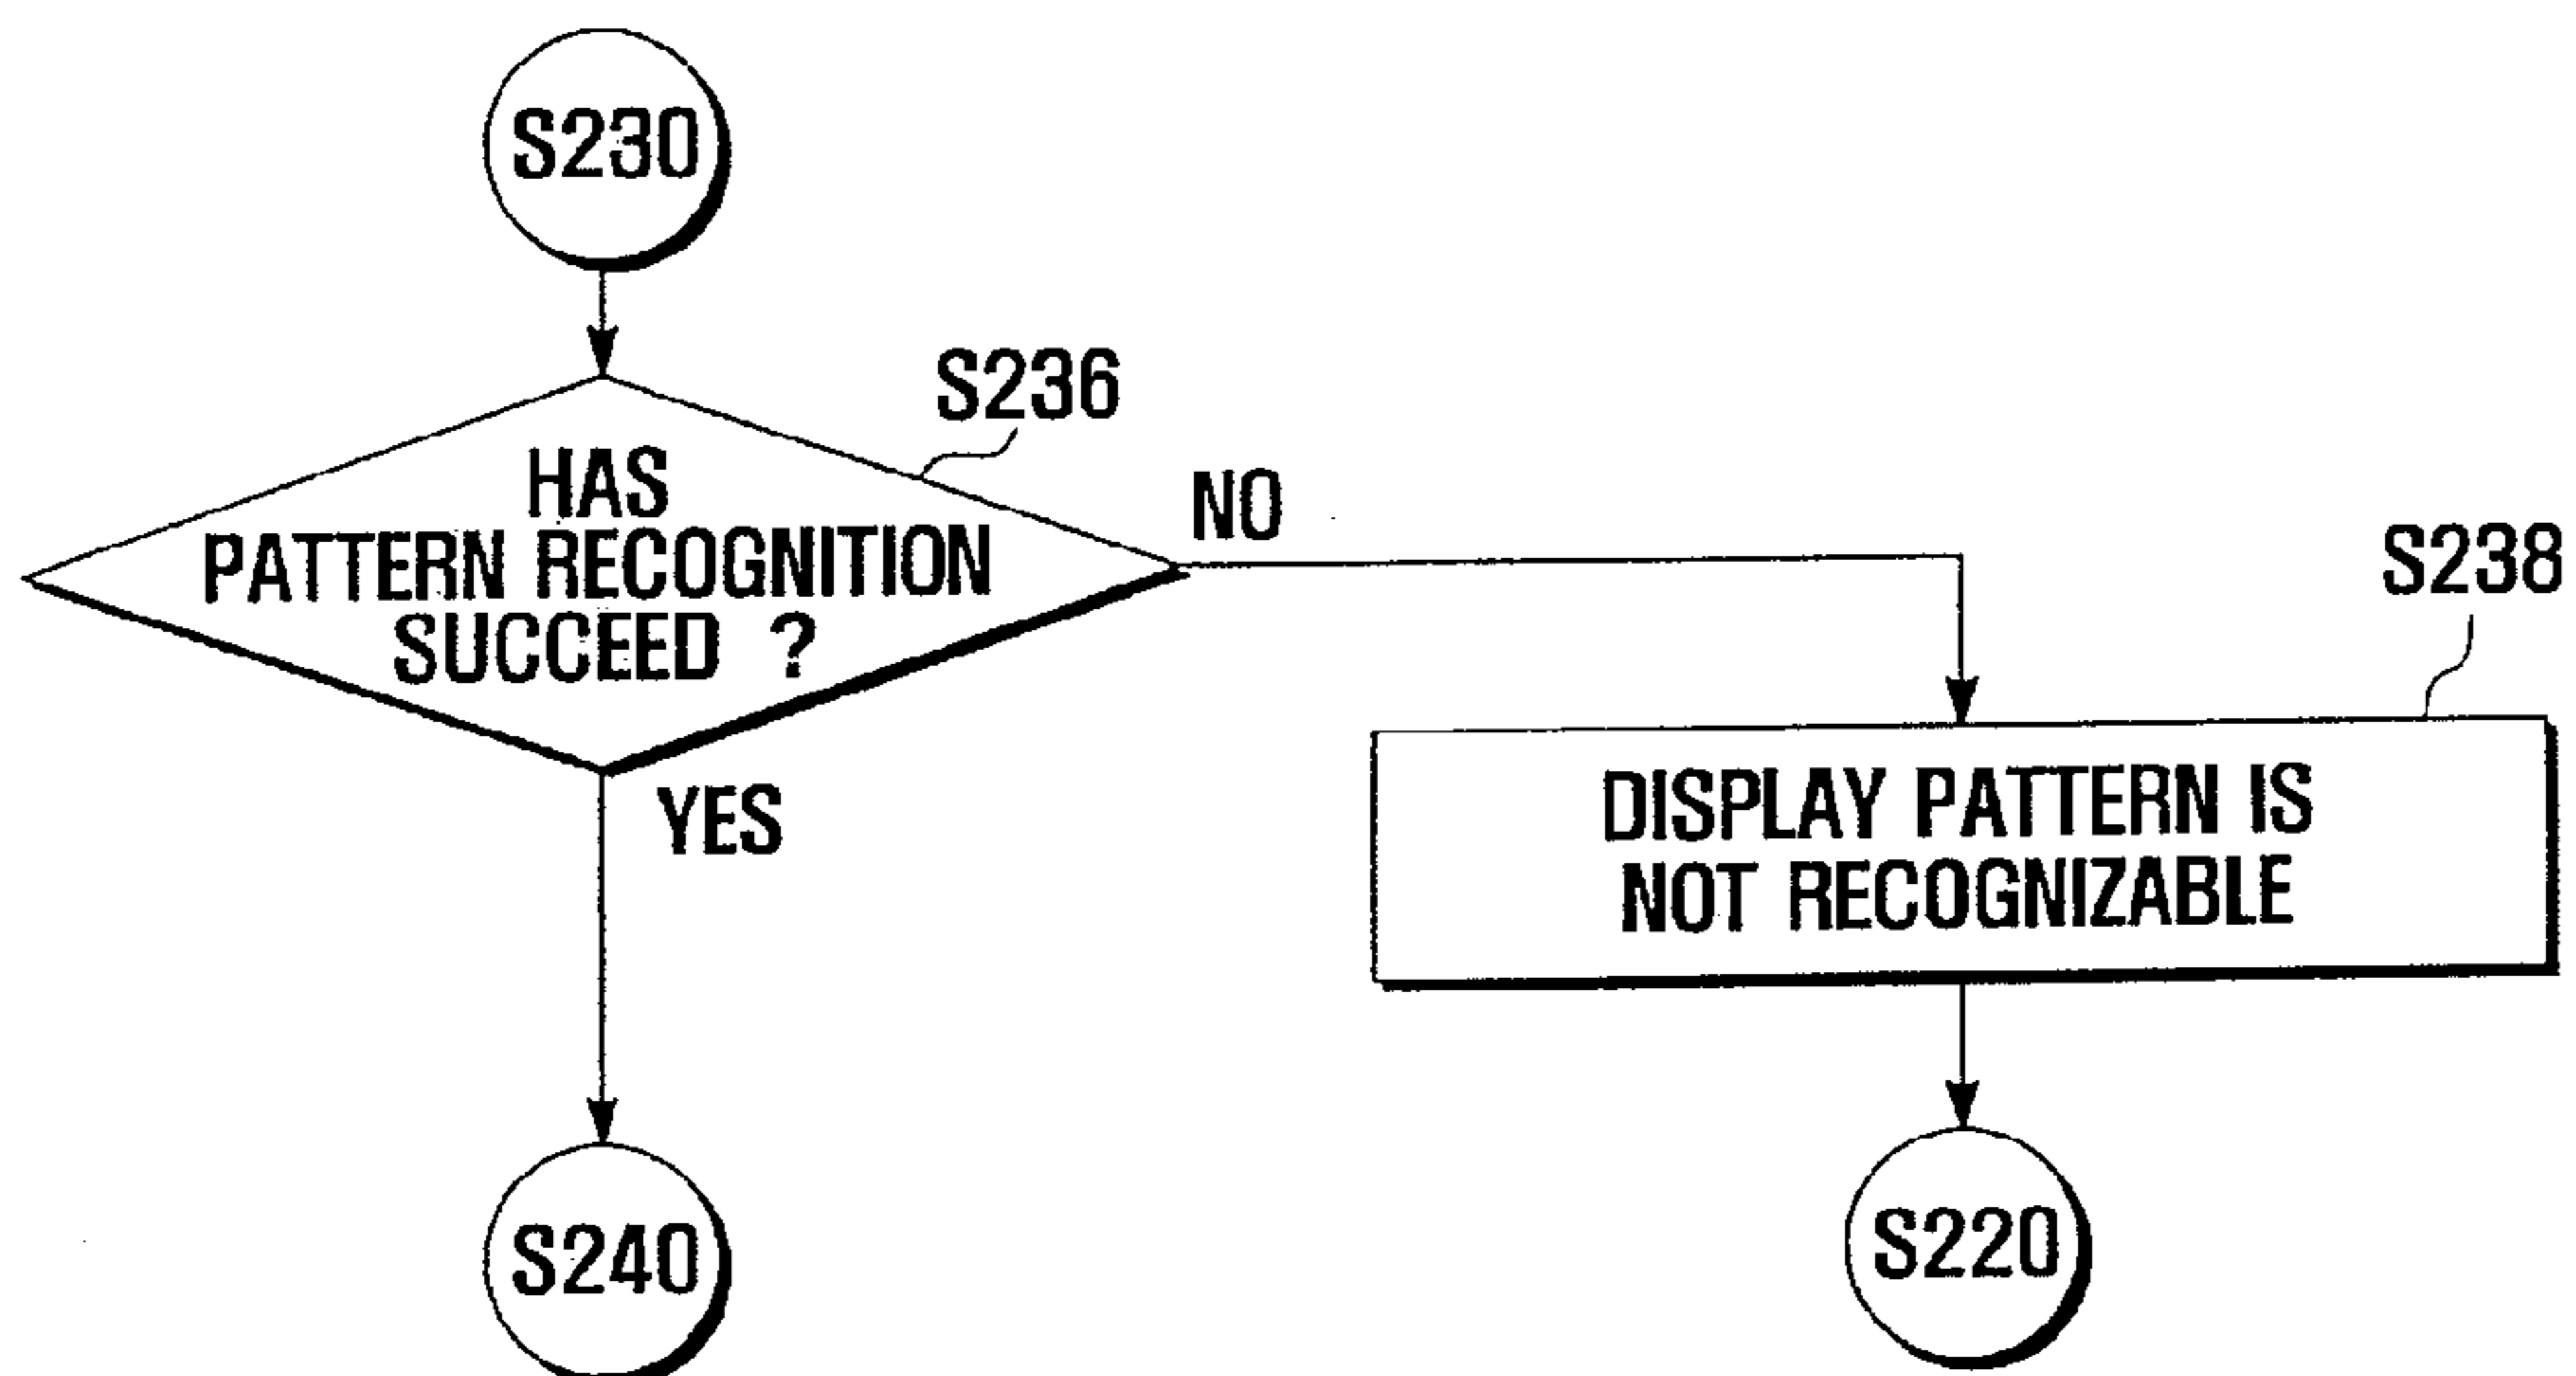 S230
S236
HAS
PATTERN RECOGNITION
SUCCEED ?
NO
YES
S238
DISPLAY PATTERN IS
NOT RECOGNIZABLE
S240
S220